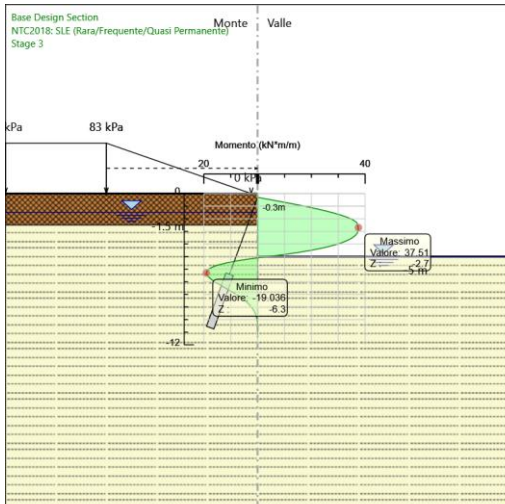 Base Design Section
NTC2018: SLE (Rara/Frequente/Quasi Permanente)
Stage 3
Monte
Valle
kPa
83 kPa
Momento (kN*m/m)
20
0 kPa
40
0
-0.3m
-1.5 m
Massimo
Valore: 37.51
Z : -2.7
-5 m
Minimo
Valore: -19.036
Z : -6.3
-12